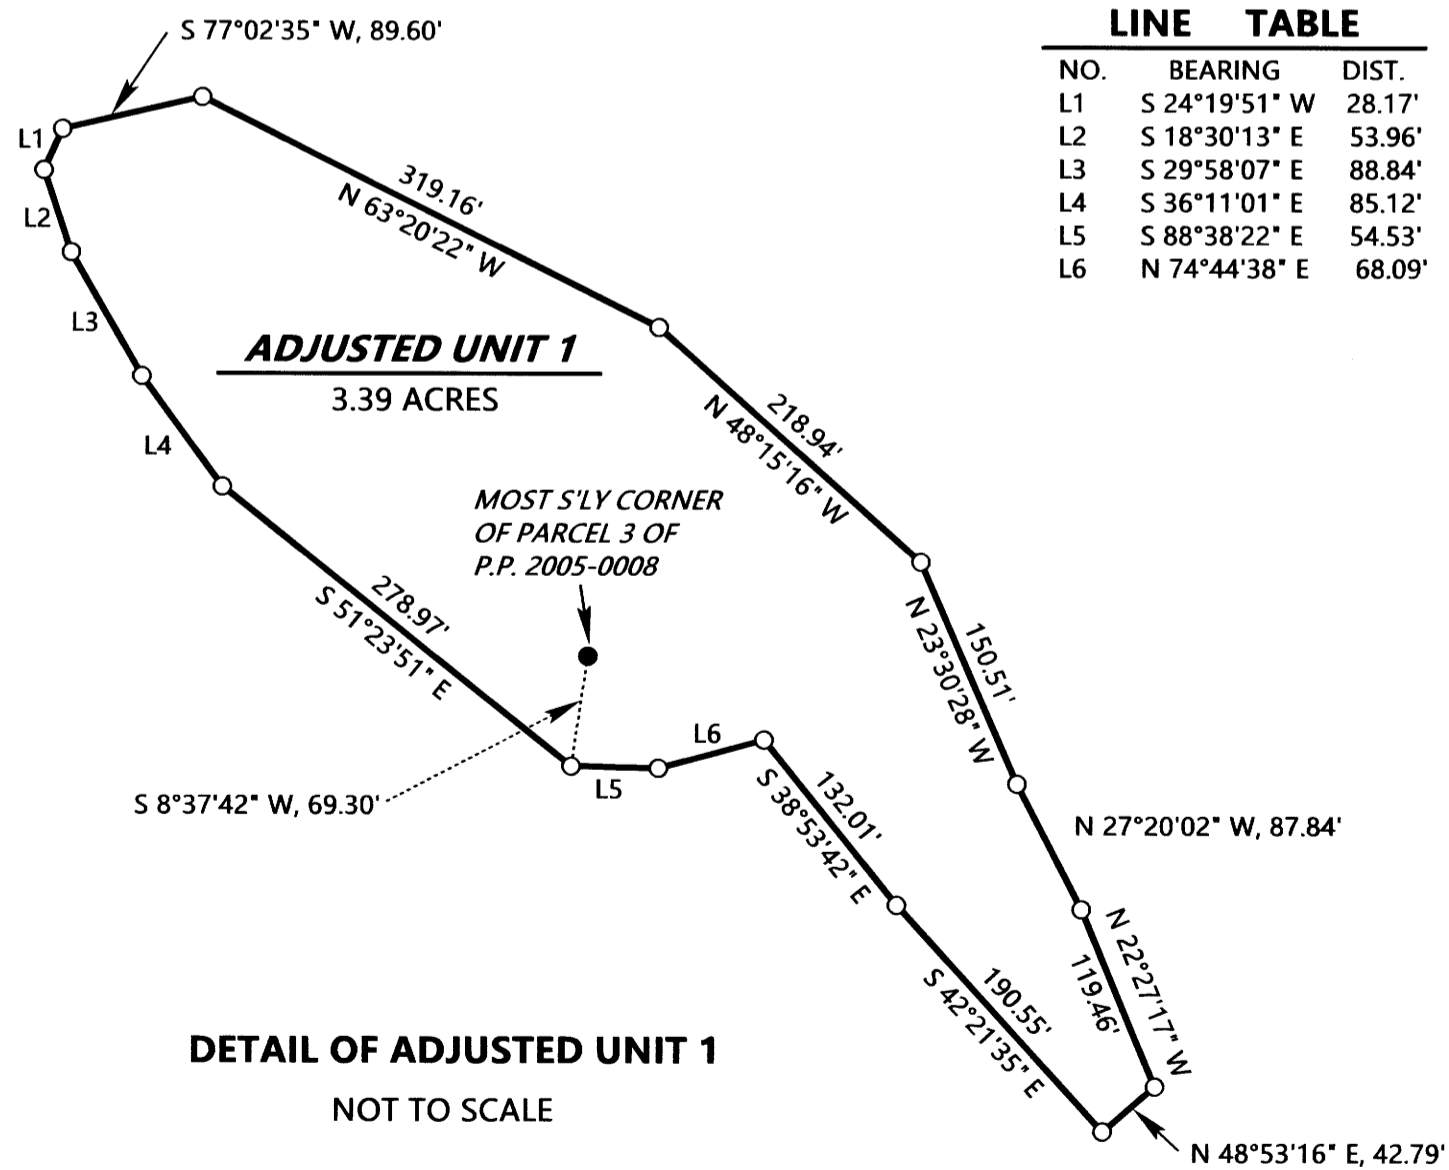 S 77°02'35" W, 89.60'
LINE TABLE
NO. BEARING DIST.
L1 S 24°19'51" W 28.17'
L2 S 18°30'13" E 53.96'
L3 S 29°58'07" E 88.84'
L4 S 36°11'01" E 85.12'
L5 S 88°38'22" E 54.53'
L6 N 74°44'38" E 68.09'
L1
L2
L3
L4
319.16'
N 63°20'22" W
ADJUSTED UNIT 1
3.39 ACRES
218.94'
N 48°15'16" W
MOST S'LY CORNER
OF PARCEL 3 OF
P.P. 2005-0008
278.97'
S 51°23'51" E
150.51'
N 23°30'28" W
L6
L5
S 8°37'42" W, 69.30'
132.01'
S 38°53'42" E
N 27°20'02" W, 87.84'
N 22°27'17" W
119.46'
190.55'
S 42°21'35" E
DETAIL OF ADJUSTED UNIT 1
NOT TO SCALE
N 48°53'16" E, 42.79'